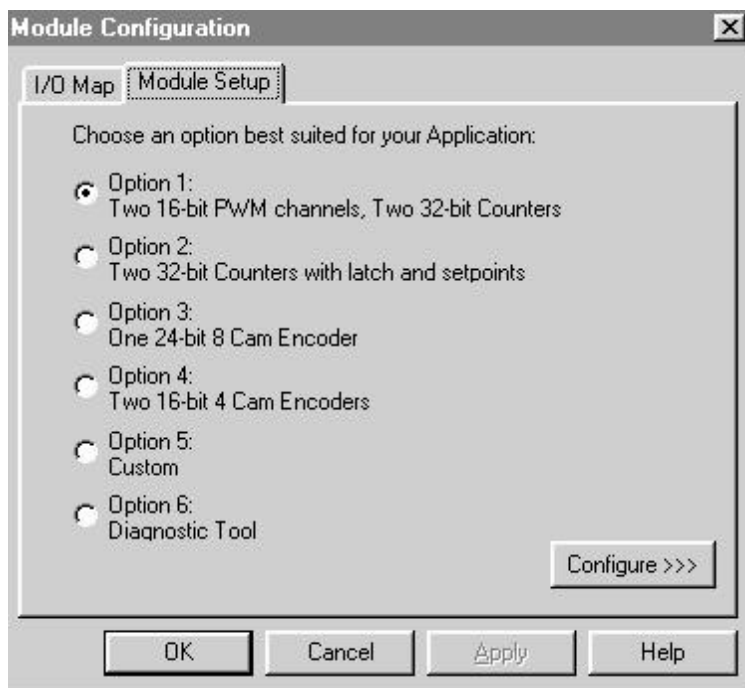 Module Configuration
I/O Map Module Setup
Choose an option best suited for your Application:
Option 1:
Two 16-bit PWM channels, Two 32-bit Counters
Option 2:
Two 32-bit Counters with latch and setpoints
Option 3:
One 24-bit 8 Cam Encoder
Option 4:
Two 16-bit 4 Cam Encoders
Option 5:
Custom
Option 6:
Diagnostic Tool
Configure >>>
OK Cancel Apply Help